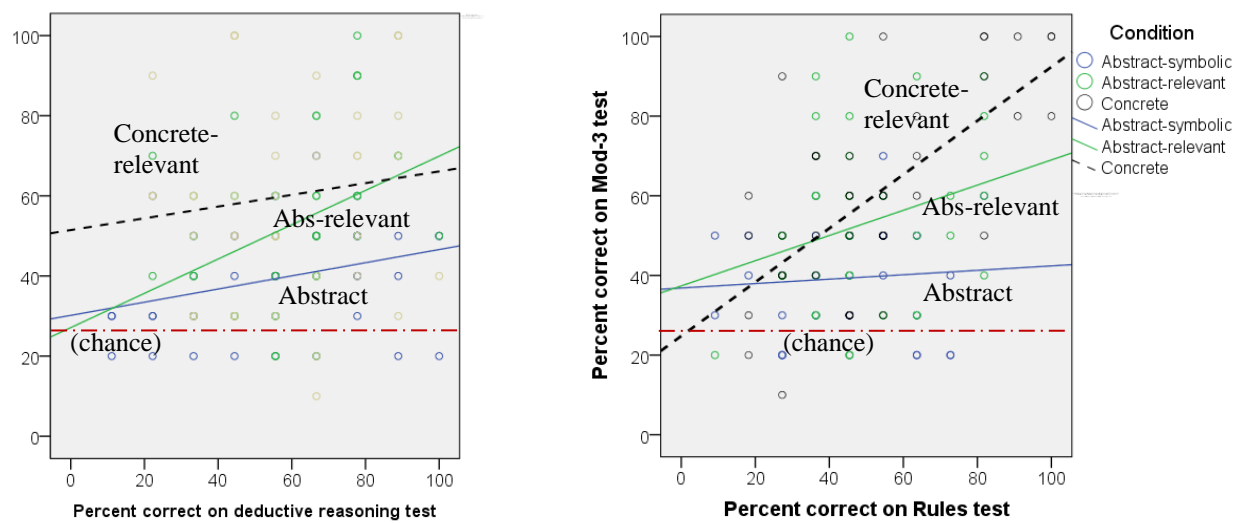 100
80
60
40
20
0
Concrete-
relevant
Abs-relevant
Abstract
(chance)
0 20 40 60 80 100
Percent correct on deductive reasoning test
Percent correct on Mod-3 test
100
80
60
40
20
0
Concrete-
relevant
Abs-relevant
Abstract
(chance)
0 20 40 60 80 100
Percent correct on Rules test
Condition
Abstract-symbolic
Abstract-relevant
Concrete
Abstract-symbolic
Abstract-relevant
Concrete